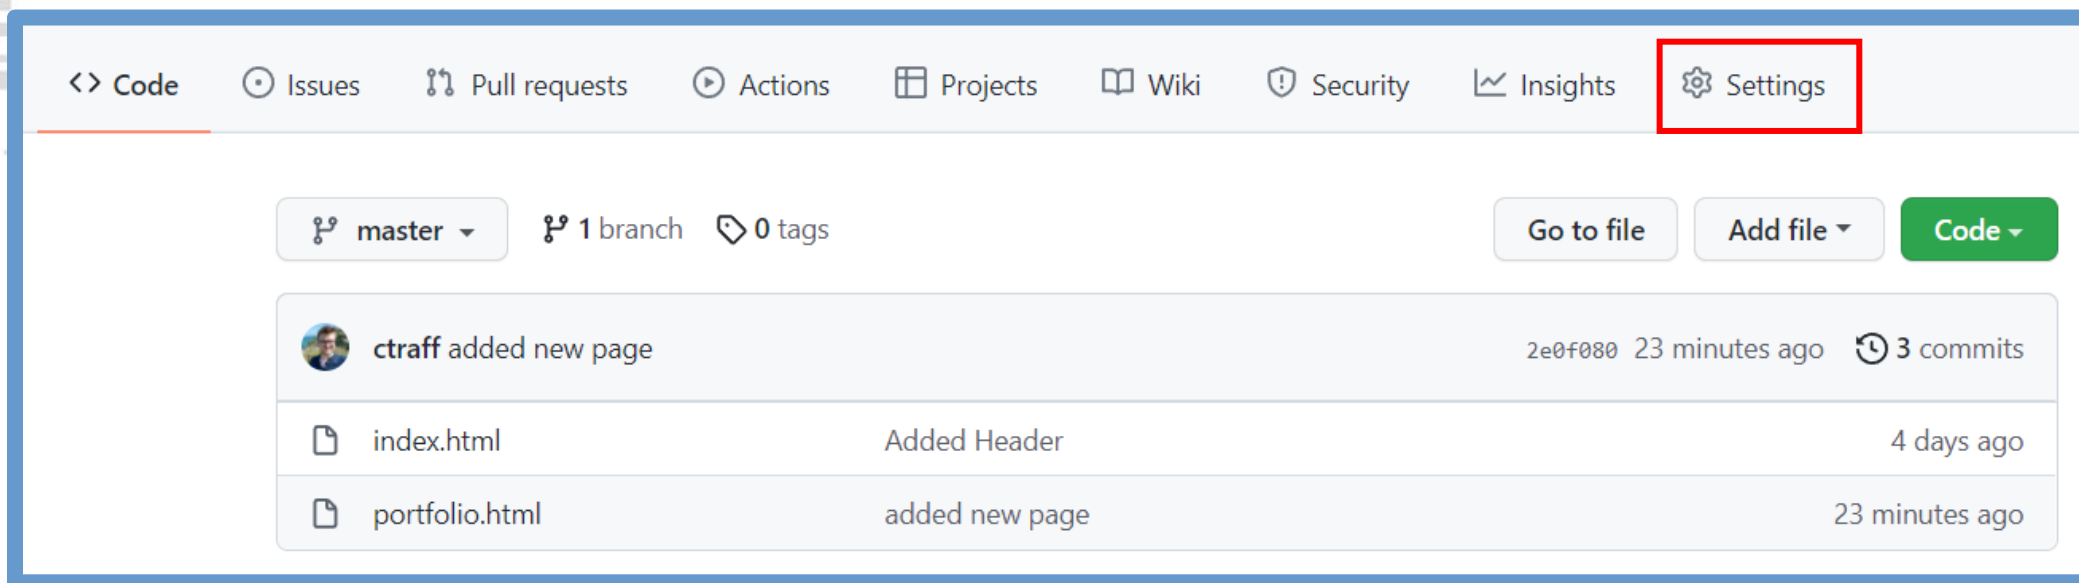 <> Code Issues Pull requests Actions Projects Wiki Security Insights Settings
master 1 branch 0 tags Go to file Add file Code
ctraff added new page 2e0f080 23 minutes ago 3 commits
index.html Added Header 4 days ago
portfolio.html added new page 23 minutes ago